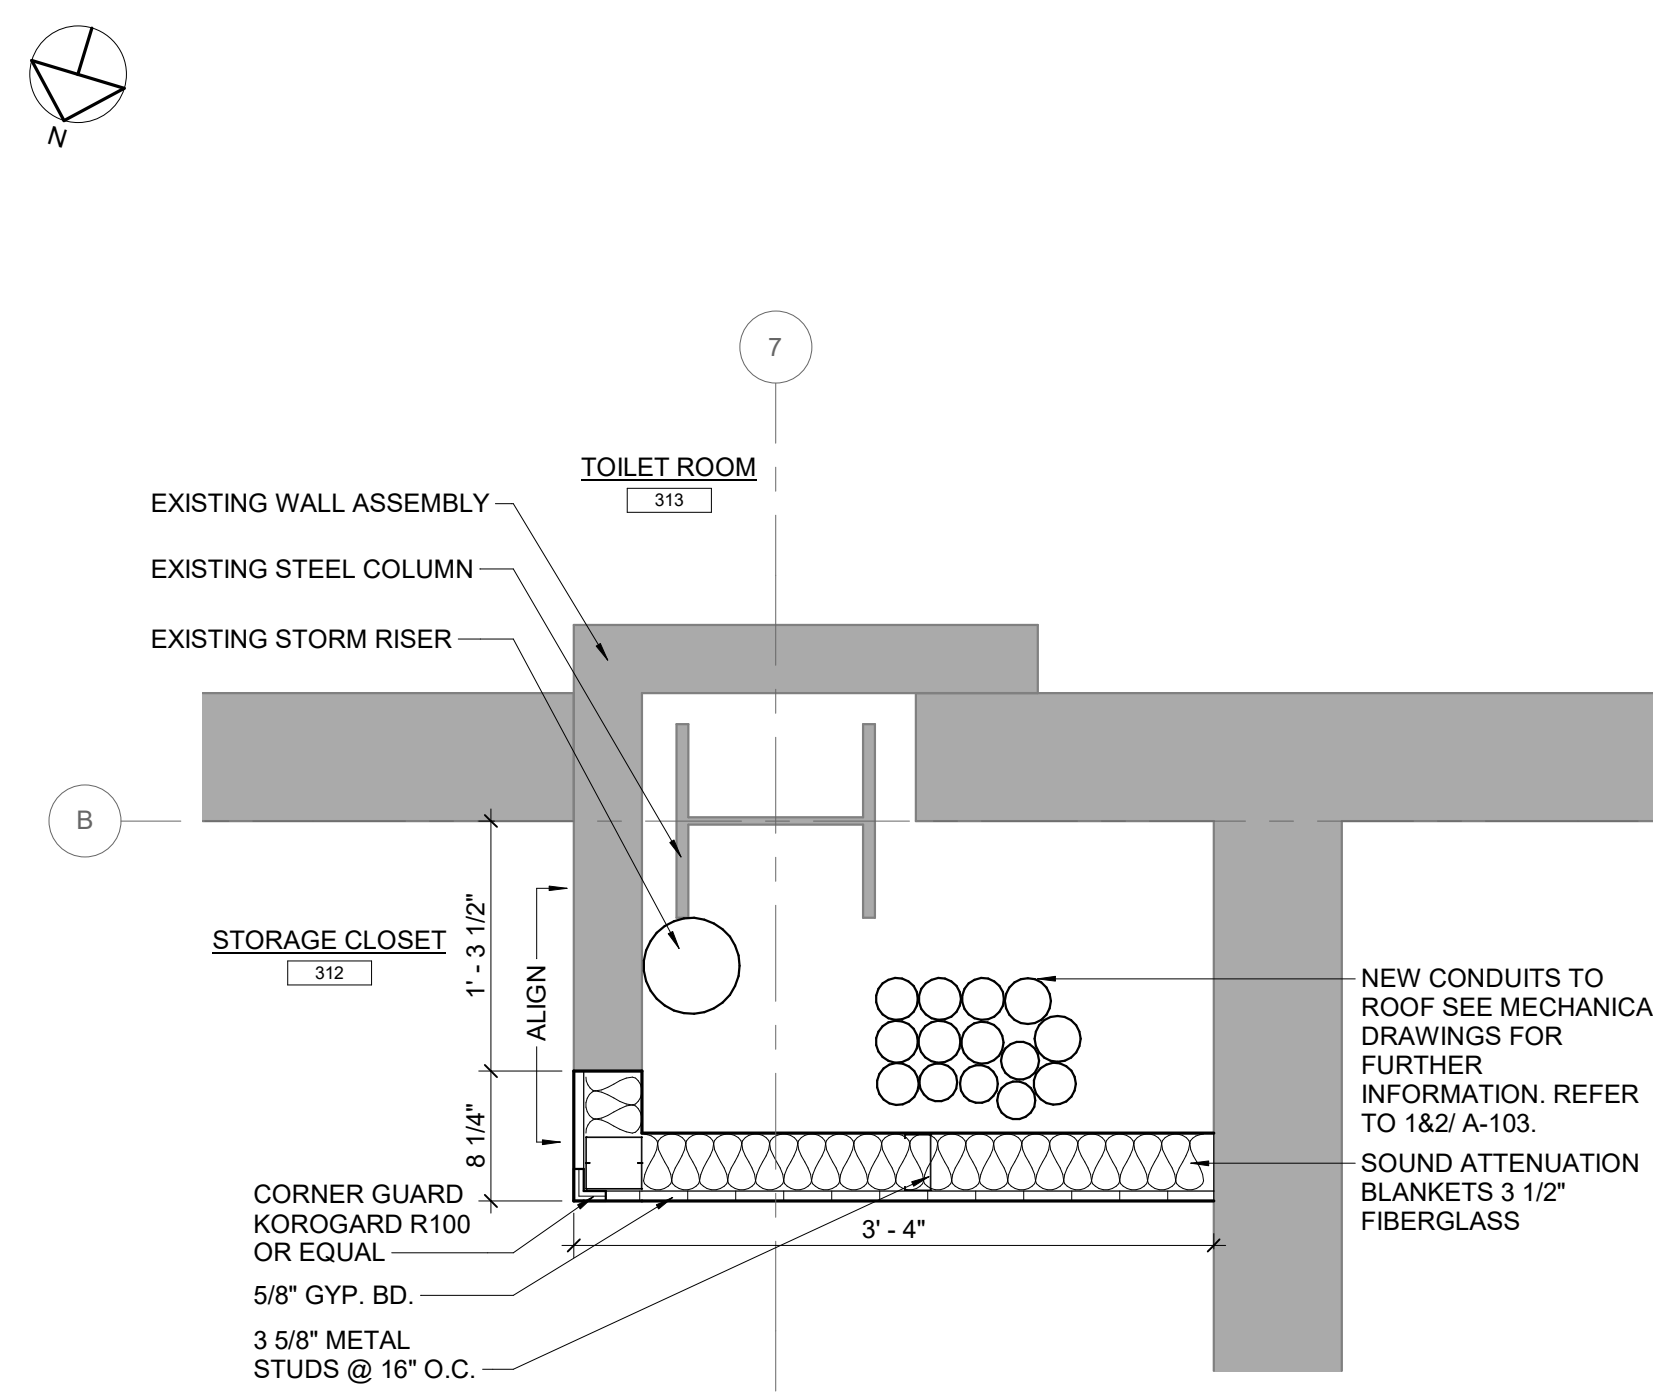 N
7
TOILET ROOM
313
EXISTING WALL ASSEMBLY
EXISTING STEEL COLUMN
EXISTING STORM RISER
B
STORAGE CLOSET
312
1' - 3 1/2"
ALIGN
8 1/4"
NEW CONDUITS TO
ROOF SEE MECHANICA
DRAWINGS FOR
FURTHER
INFORMATION. REFER
TO 1&2/ A-103.
SOUND ATTENUATION
BLANKETS 3 1/2"
FIBERGLASS
CORNER GUARD
KOROGARD R100
OR EQUAL
3' - 4"
5/8" GYP. BD.
3 5/8" METAL
STUDS @ 16" O.C.